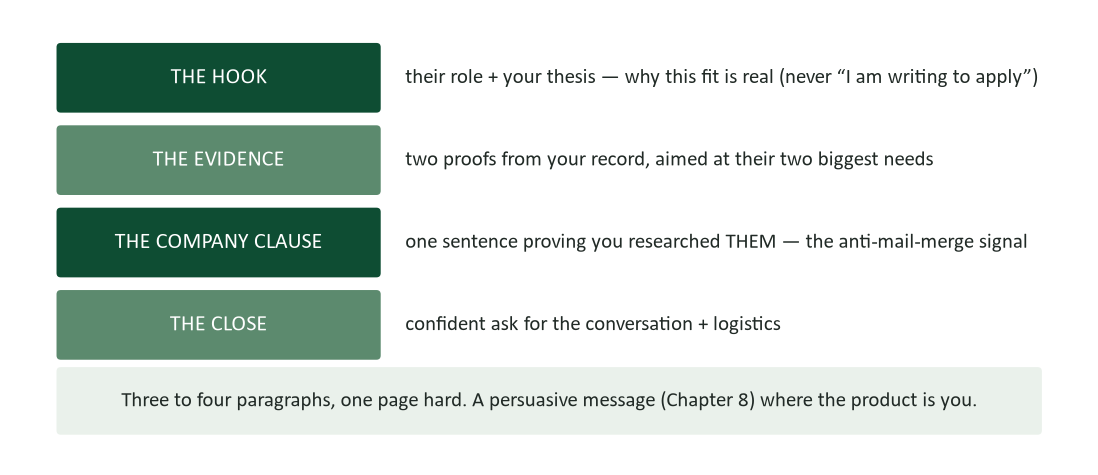 THE HOOK
their role + your thesis — why this fit is real (never “I am writing to apply”)
THE EVIDENCE
two proofs from your record, aimed at their two biggest needs
THE COMPANY CLAUSE
one sentence proving you researched THEM — the anti-mail-merge signal
THE CLOSE
confident ask for the conversation + logistics
Three to four paragraphs, one page hard. A persuasive message (Chapter 8) where the product is you.